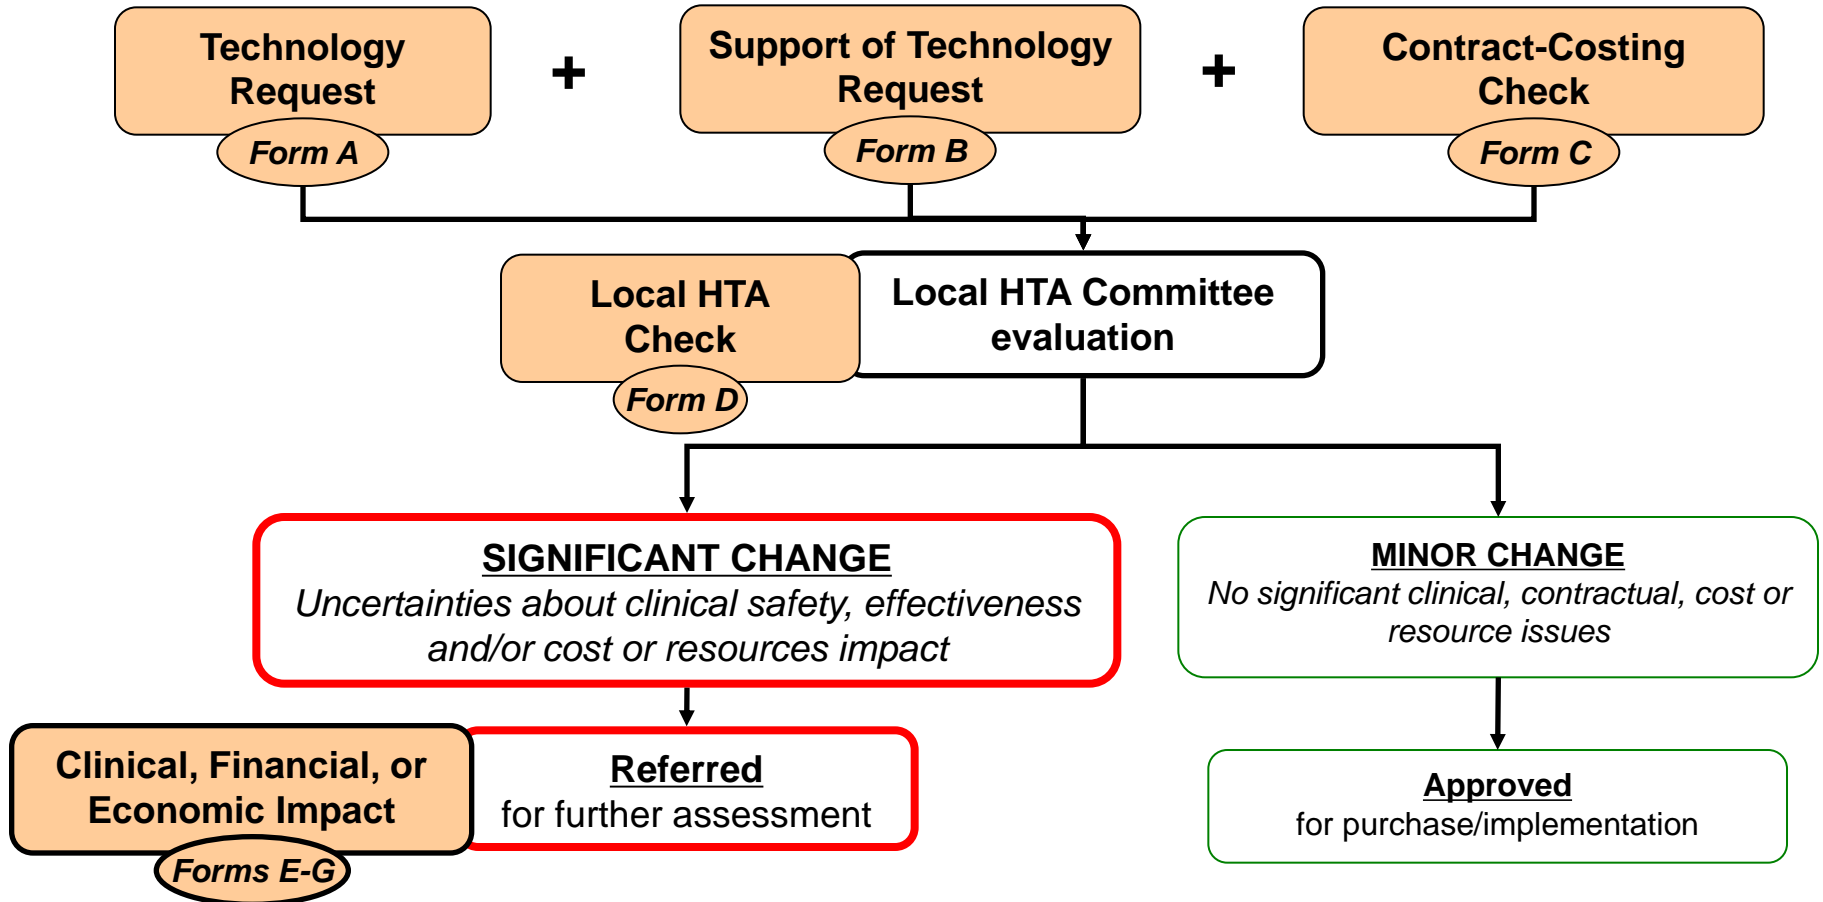 Technology
Request
+
Support of Technology
Request
+
Contract-Costing
Check
Form A
Form B
Form C
Local HTA
Check
Form D
Local HTA Committee
evaluation
SIGNIFICANT CHANGE
Uncertainties about clinical safety, effectiveness
and/or cost or resources impact
MINOR CHANGE
No significant clinical, contractual, cost or
resource issues
Clinical, Financial, or
Economic Impact
Forms E-G
Referred
for further assessment
Approved
for purchase/implementation